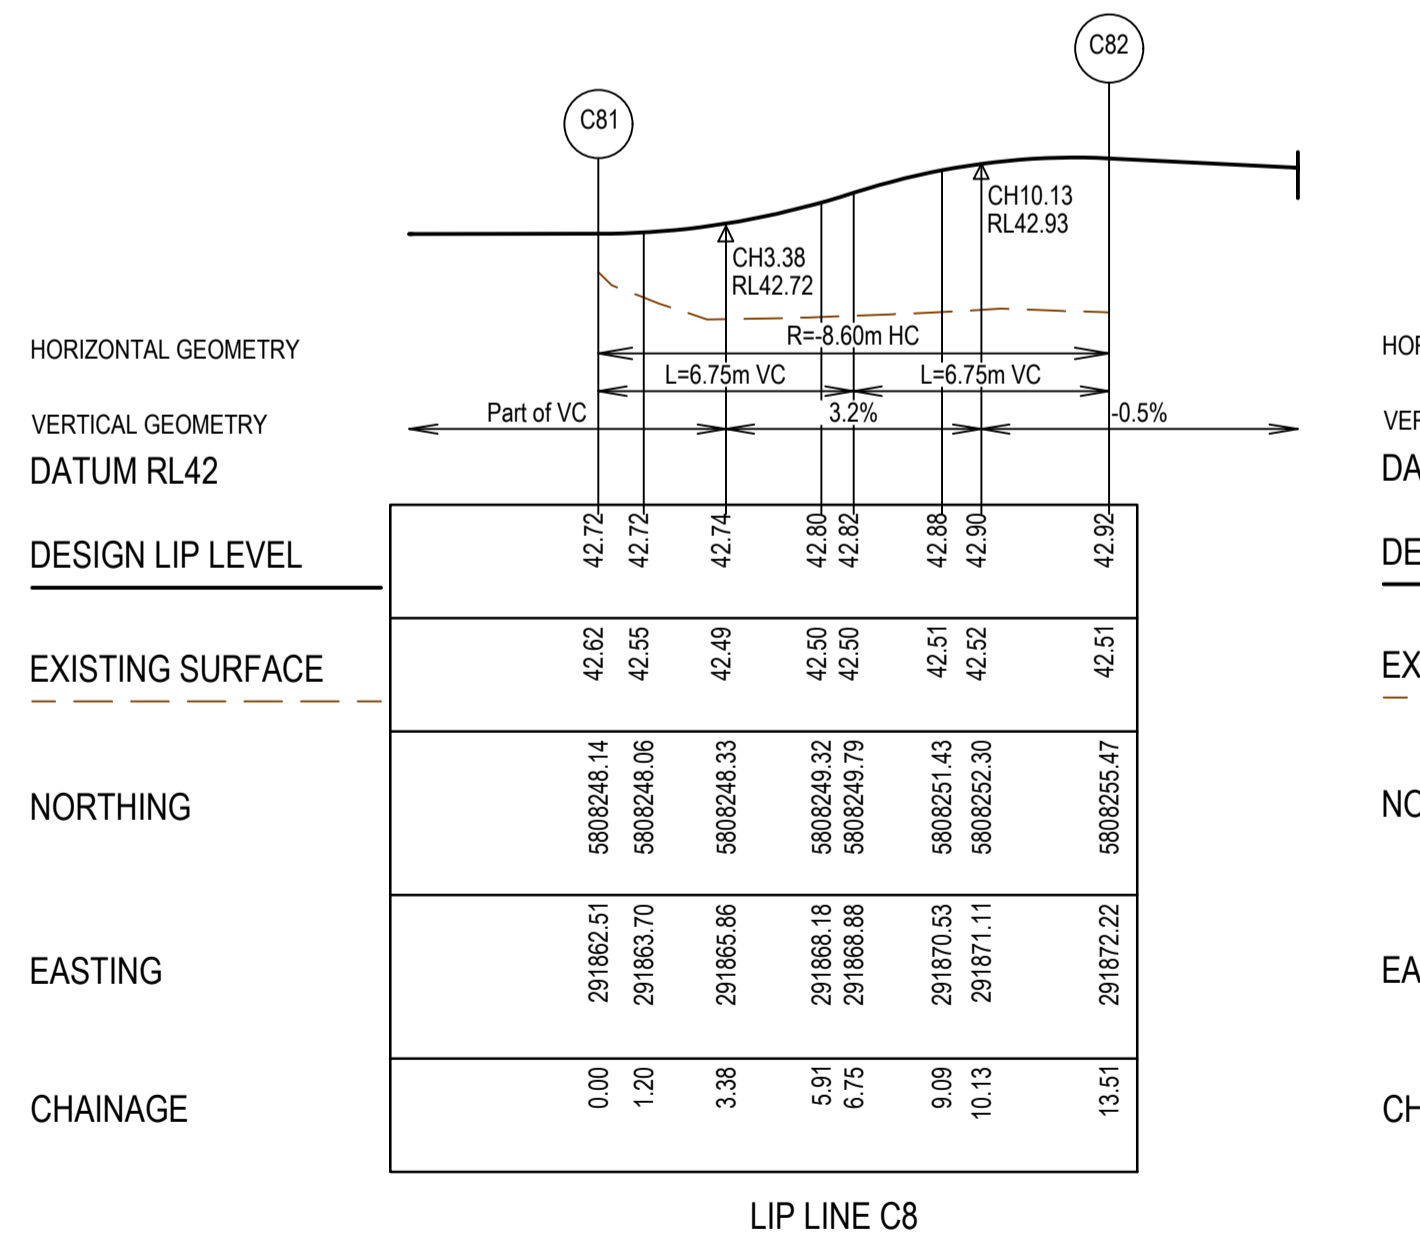 C82
C81
CH10.13
RL42.93
CH3.38
RL42.72
R=-8.60m HC
HORIZONTAL GEOMETRY
L=6.75m VC L=6.75m VC
Part of VC 3.2% -0.5%
VERTICAL GEOMETRY
DATUM RL42
DESIGN LIP LEVEL 42.72 42.72 42.74 42.80 42.82 42.88 42.90 42.92
EXISTING SURFACE 42.62 42.55 42.49 42.50 42.50 42.51 42.52 42.51
NORTHING 5808248.14 5808248.06 5808248.33 5808249.32 5808249.79 5808251.43 5808252.30 5808255.47
EASTING 291862.51 291863.70 291865.86 291868.18 291868.88 291870.53 291871.11 291872.22
CHAINAGE 0.00 1.20 3.38 5.91 6.75 9.09 10.13 13.51
LIP LINE C8
HOR
VER
DA
DE
EX
NO
EA
CH